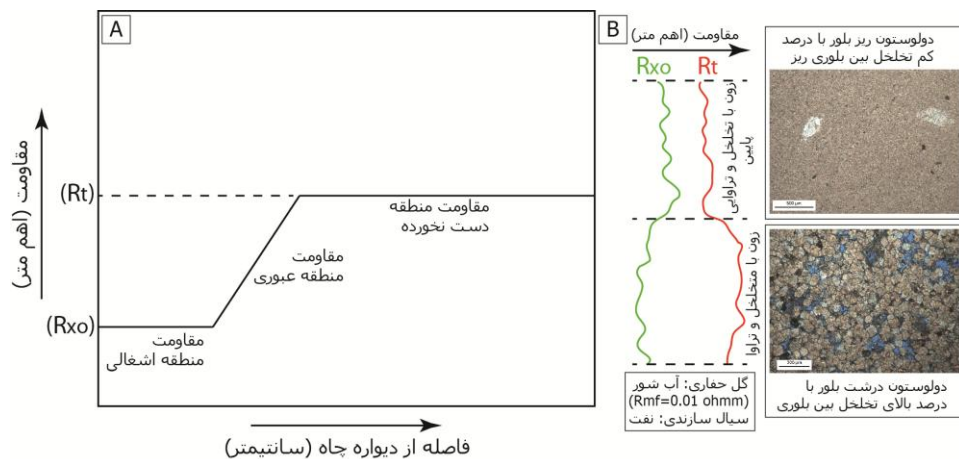 A
مقاومت (اهم متر)
(Rt)
(Rxo)
مقاومت منطقه
دست نخورده
مقاومت
منطقه عبوری
مقاومت
منطقه اشغالی
فاصله از دیواره چاه (سانتیمتر)
B
مقاومت (اهم متر)
Rxo
Rt
زون با تخلخل و تراوایی
پایین
زون با متخلخل و تراوا
گل حفاری: آب شور
(Rmf=0.01 ohmm)
سیال سازندی: نفت
دولوستون ریز بلور با درصد
کم تخلخل بین بلوری ریز
500 µm
دولوستون درشت بلور با
درصد بالای تخلخل بین بلوری